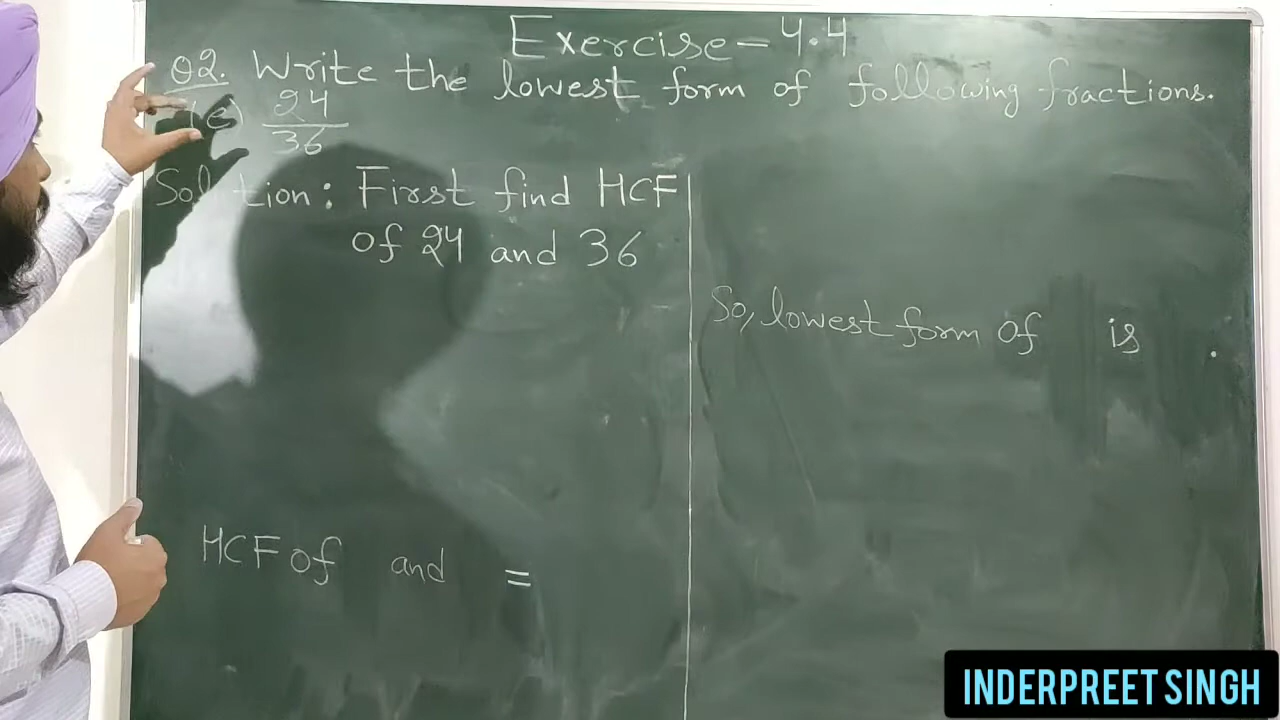 Exercise - 4.4
Q2. Write the lowest form of following fractions.
24
36
Solution: First find HCF
of 24 and 36
So, lowest form of is .
HCF of and =
INDERPREET SINGH